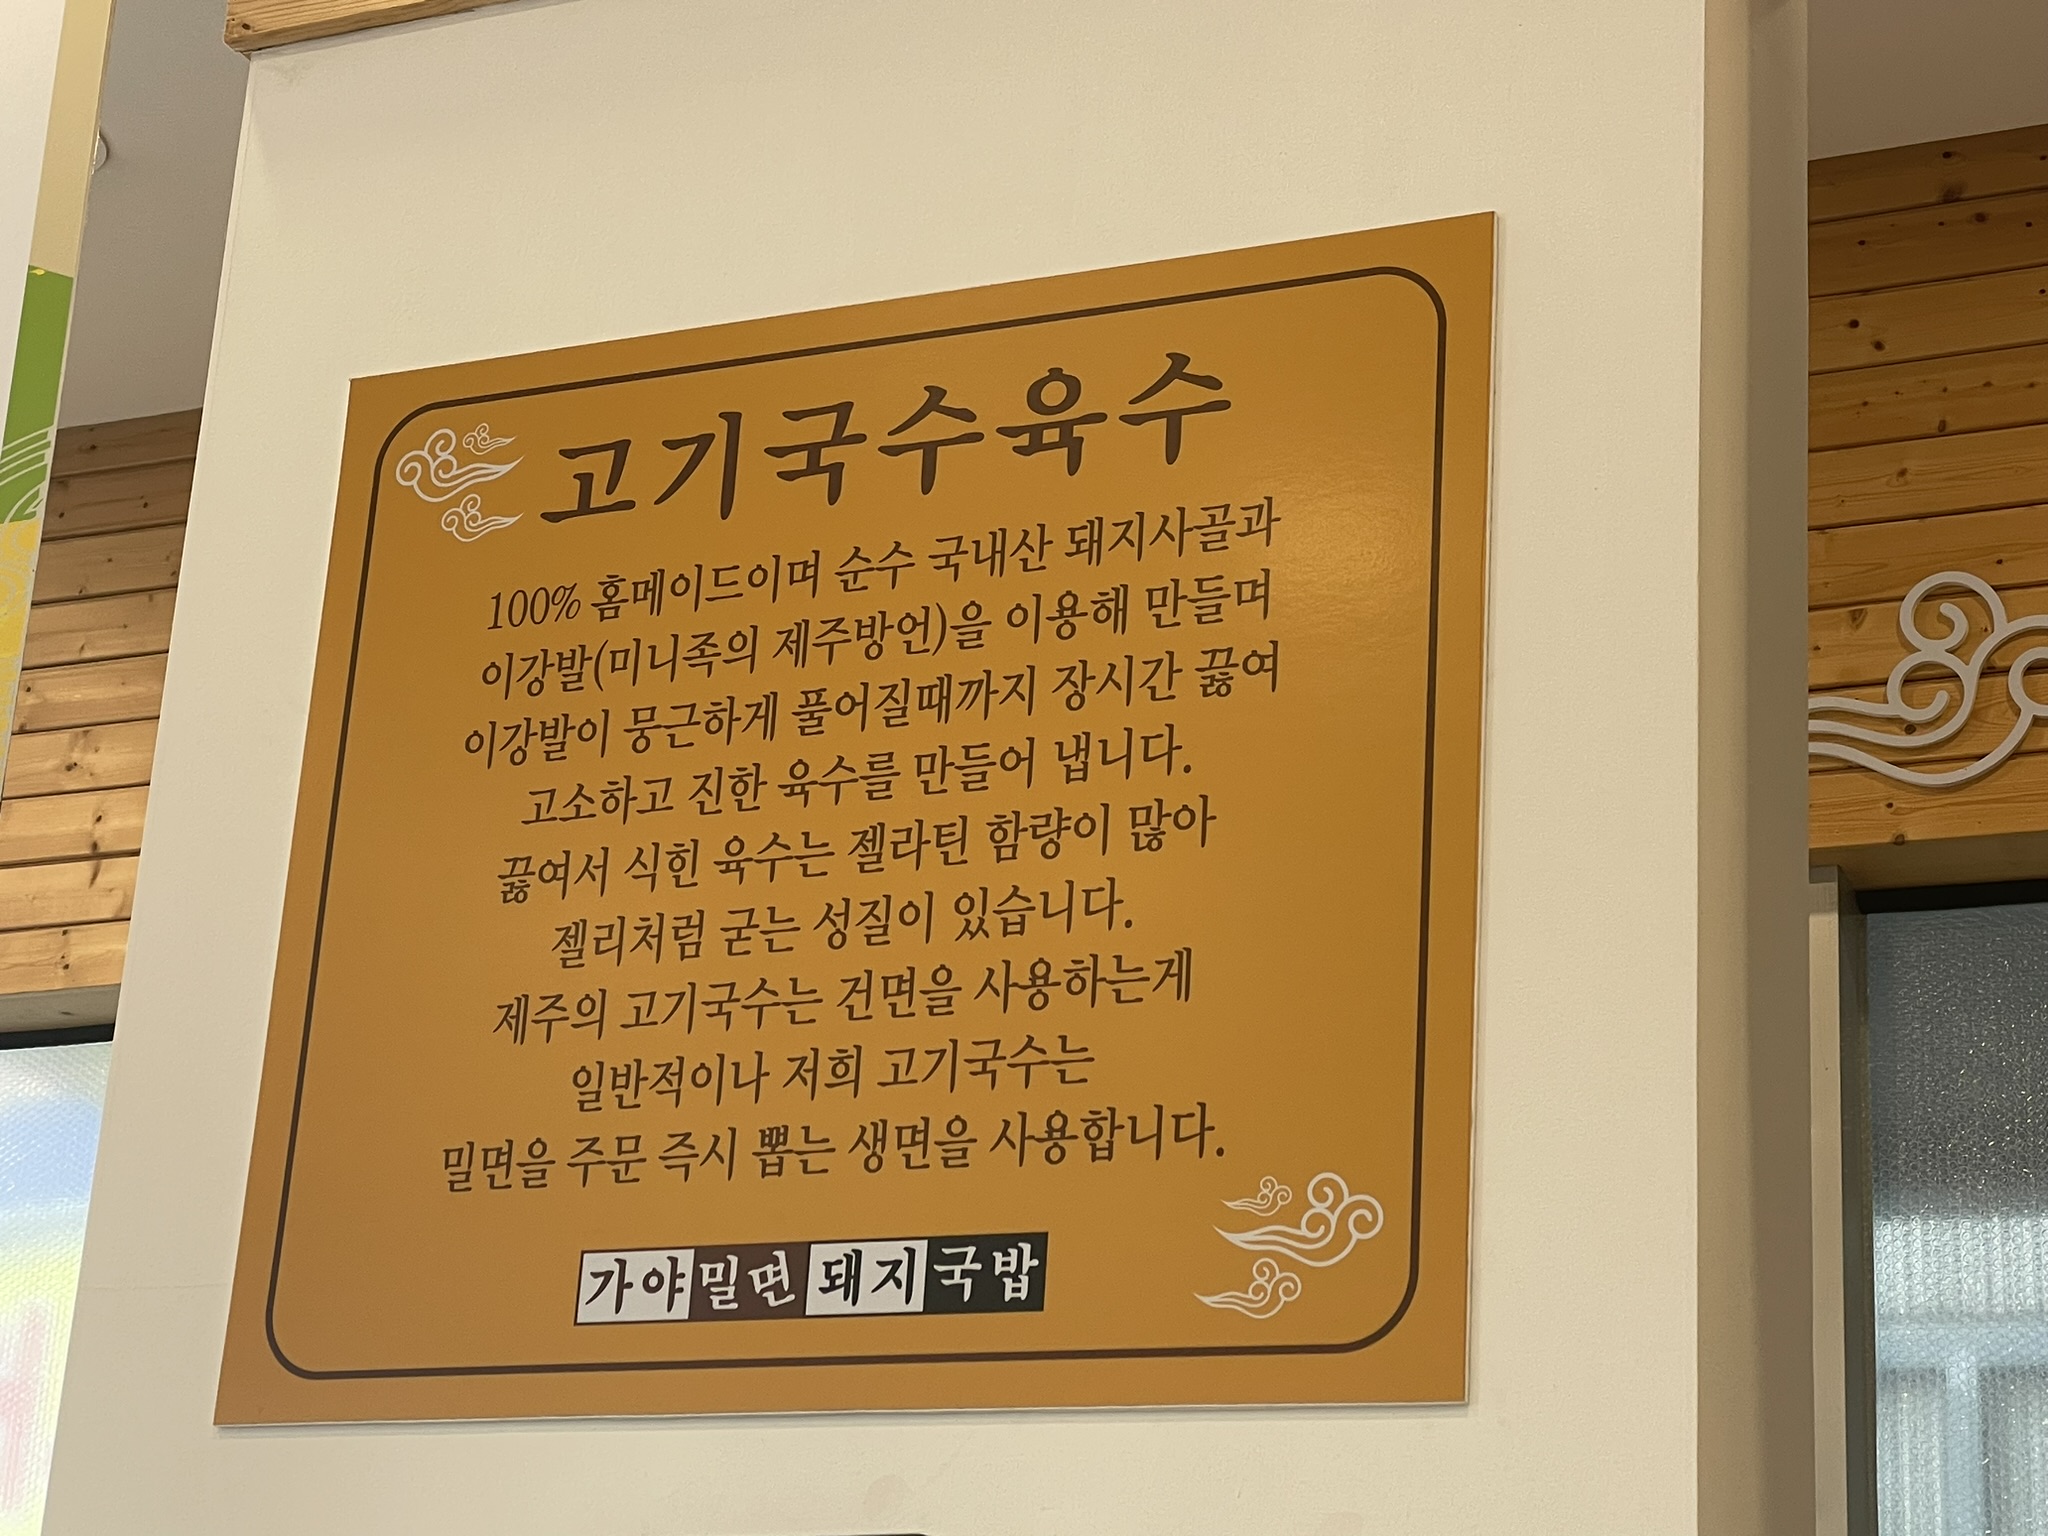 고기국수육수
100% 홈메이드이며 순수 국내산 돼지사골과
이강발(미니족의 제주방언)을 이용해 만들며
이강발이 뭉근하게 풀어질때까지 장시간 끓여
고소하고 진한 육수를 만들어 냅니다.
끓여서 식힌 육수는 젤라틴 함량이 많아
젤리처럼 굳는 성질이 있습니다.
제주의 고기국수는 건면을 사용하는게
일반적이나 저희 고기국수는
밀면을 주문 즉시 뽑는 생면을 사용합니다.
가야밀면돼지국밥